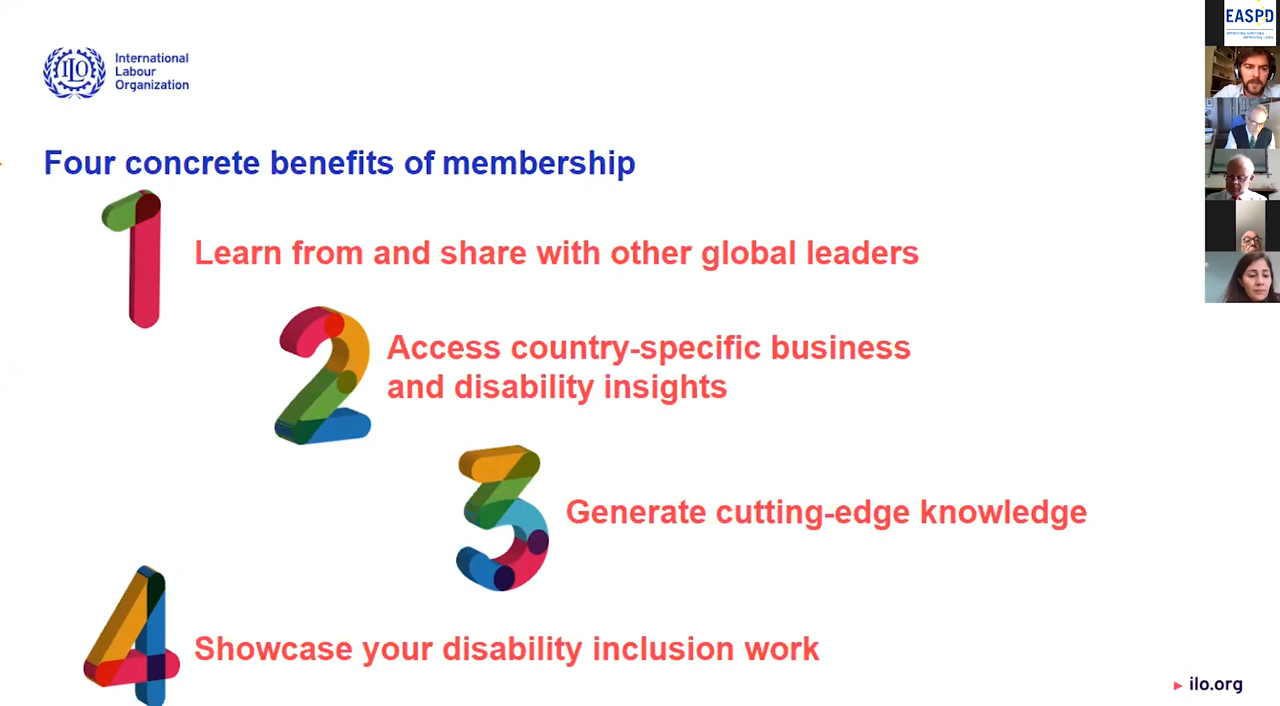 ILO
International
Labour
Organization
EASPD
Four concrete benefits of membership
1
Learn from and share with other global leaders
2
Access country-specific business
and disability insights
3
Generate cutting-edge knowledge
4
Showcase your disability inclusion work
ilo.org